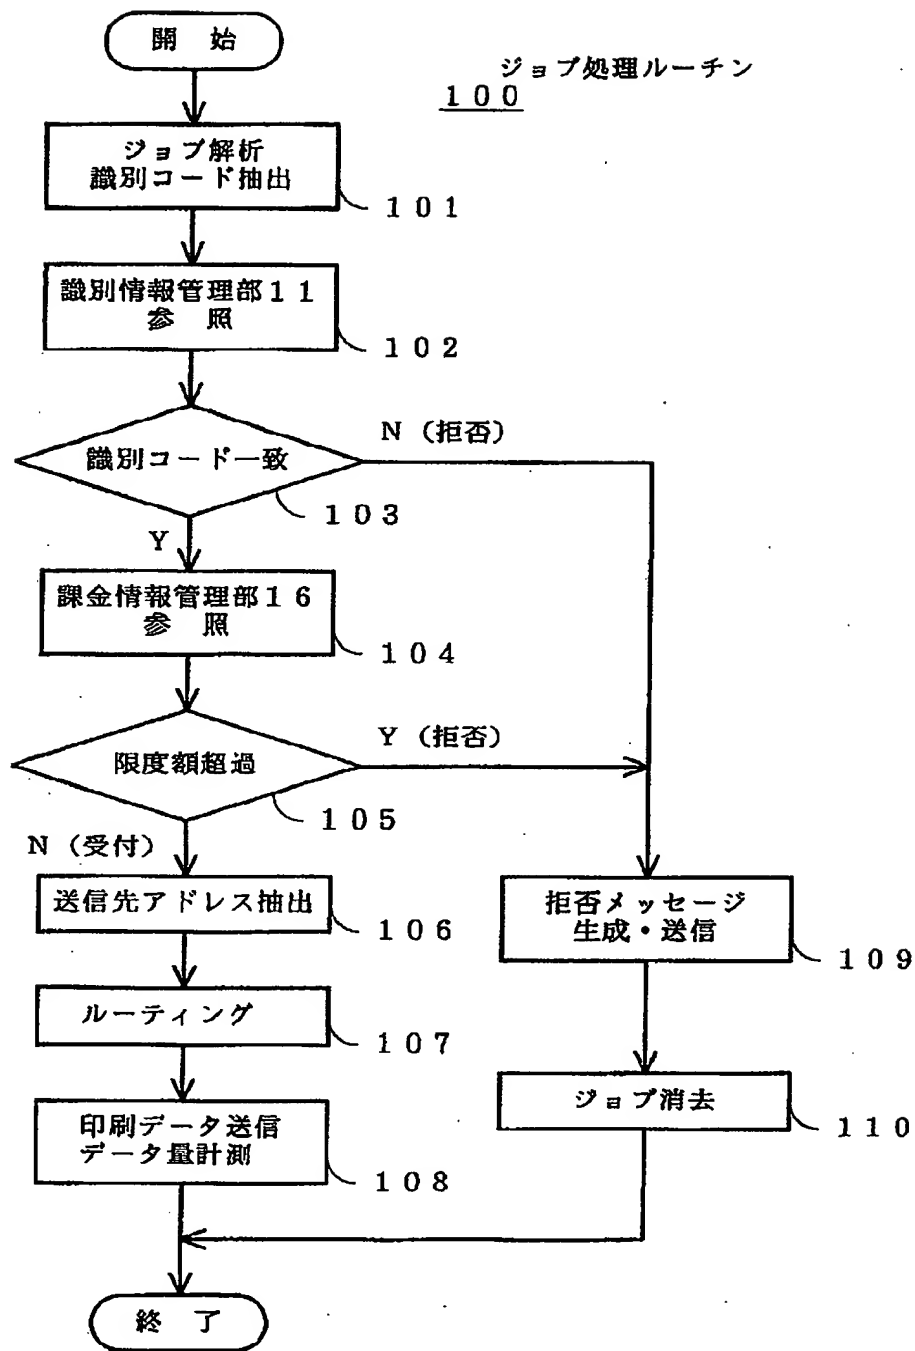 開 始
ジョブ処理ルーチン
100
ジョブ解析
識別コード抽出
101
識別情報管理部11
参 照
102
識別コード一致
N(拒否)
103
Y
課金情報管理部16
参 照
104
限度額超過
Y(拒否)
105
N(受付)
送信先アドレス抽出
106
拒否メッセージ
生成・送信
109
ルーティング
107
ジョブ消去
110
印刷データ送信
データ量計測
108
終 了